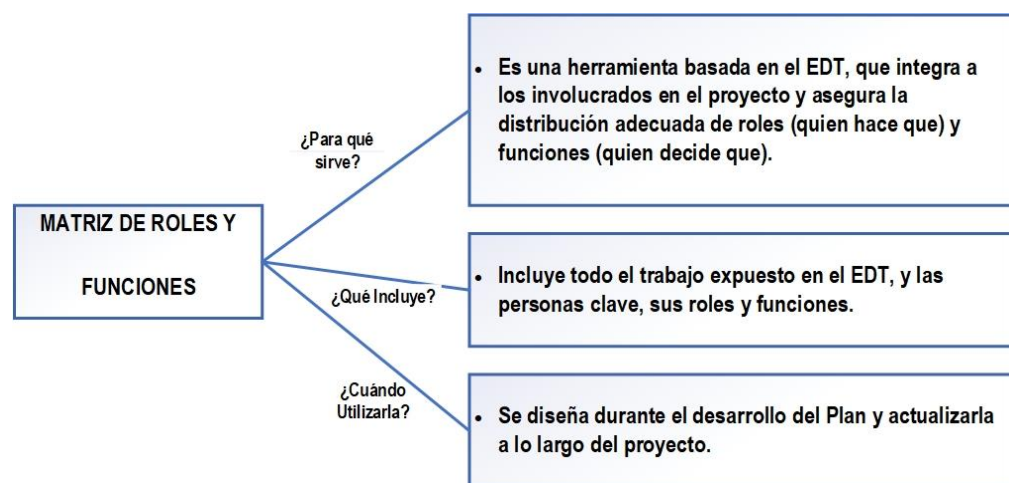 MATRIZ DE ROLES Y
FUNCIONES
¿Para qué
sirve?
• Es una herramienta basada en el EDT, que integra a
los involucrados en el proyecto y asegura la
distribución adecuada de roles (quien hace que) y
funciones (quien decide que).
¿Qué Incluye?
• Incluye todo el trabajo expuesto en el EDT, y las
personas clave, sus roles y funciones.
¿Cuándo
Utilizarla?
• Se diseña durante el desarrollo del Plan y actualizarla
a lo largo del proyecto.